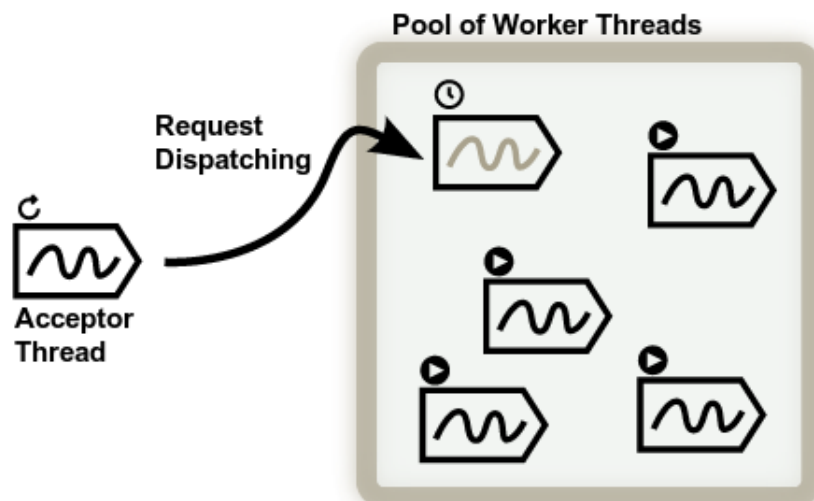 Pool of Worker Threads
Request
Dispatching
Acceptor
Thread